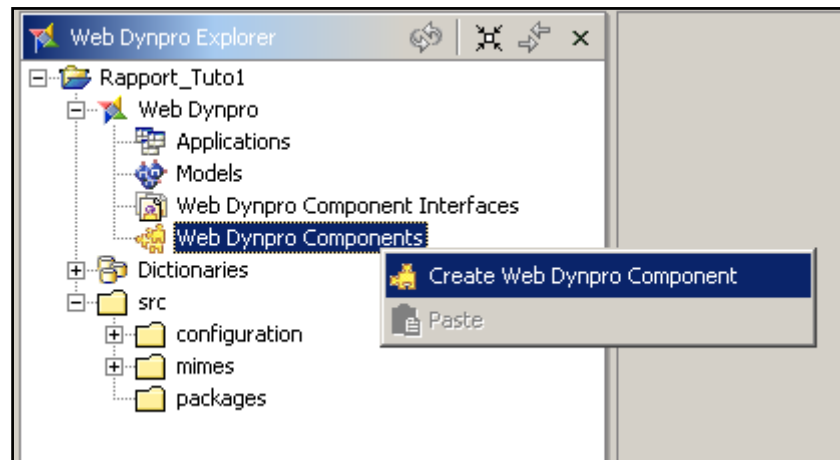 Web Dynpro Explorer
Rapport_Tuto1
Web Dynpro
Applications
Models
Web Dynpro Component Interfaces
Web Dynpro Components
Create Web Dynpro Component
Dictionaries
Paste
src
configuration
mimes
packages